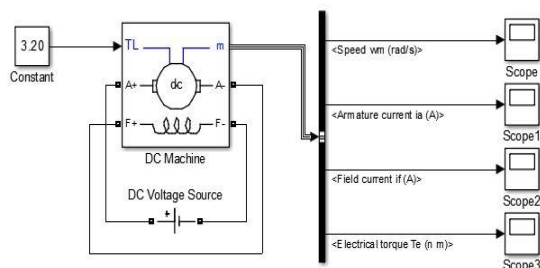 3.20
Constant
TL
m
dc
A+
A-
F+
F-
DC Machine
DC Voltage Source
+
<Speed wm (rad/s)>
Scope
<Armature current ia (A)>
Scope1
<Field current if (A)>
Scope2
<Electrical torque Te (n m)>
Scope3